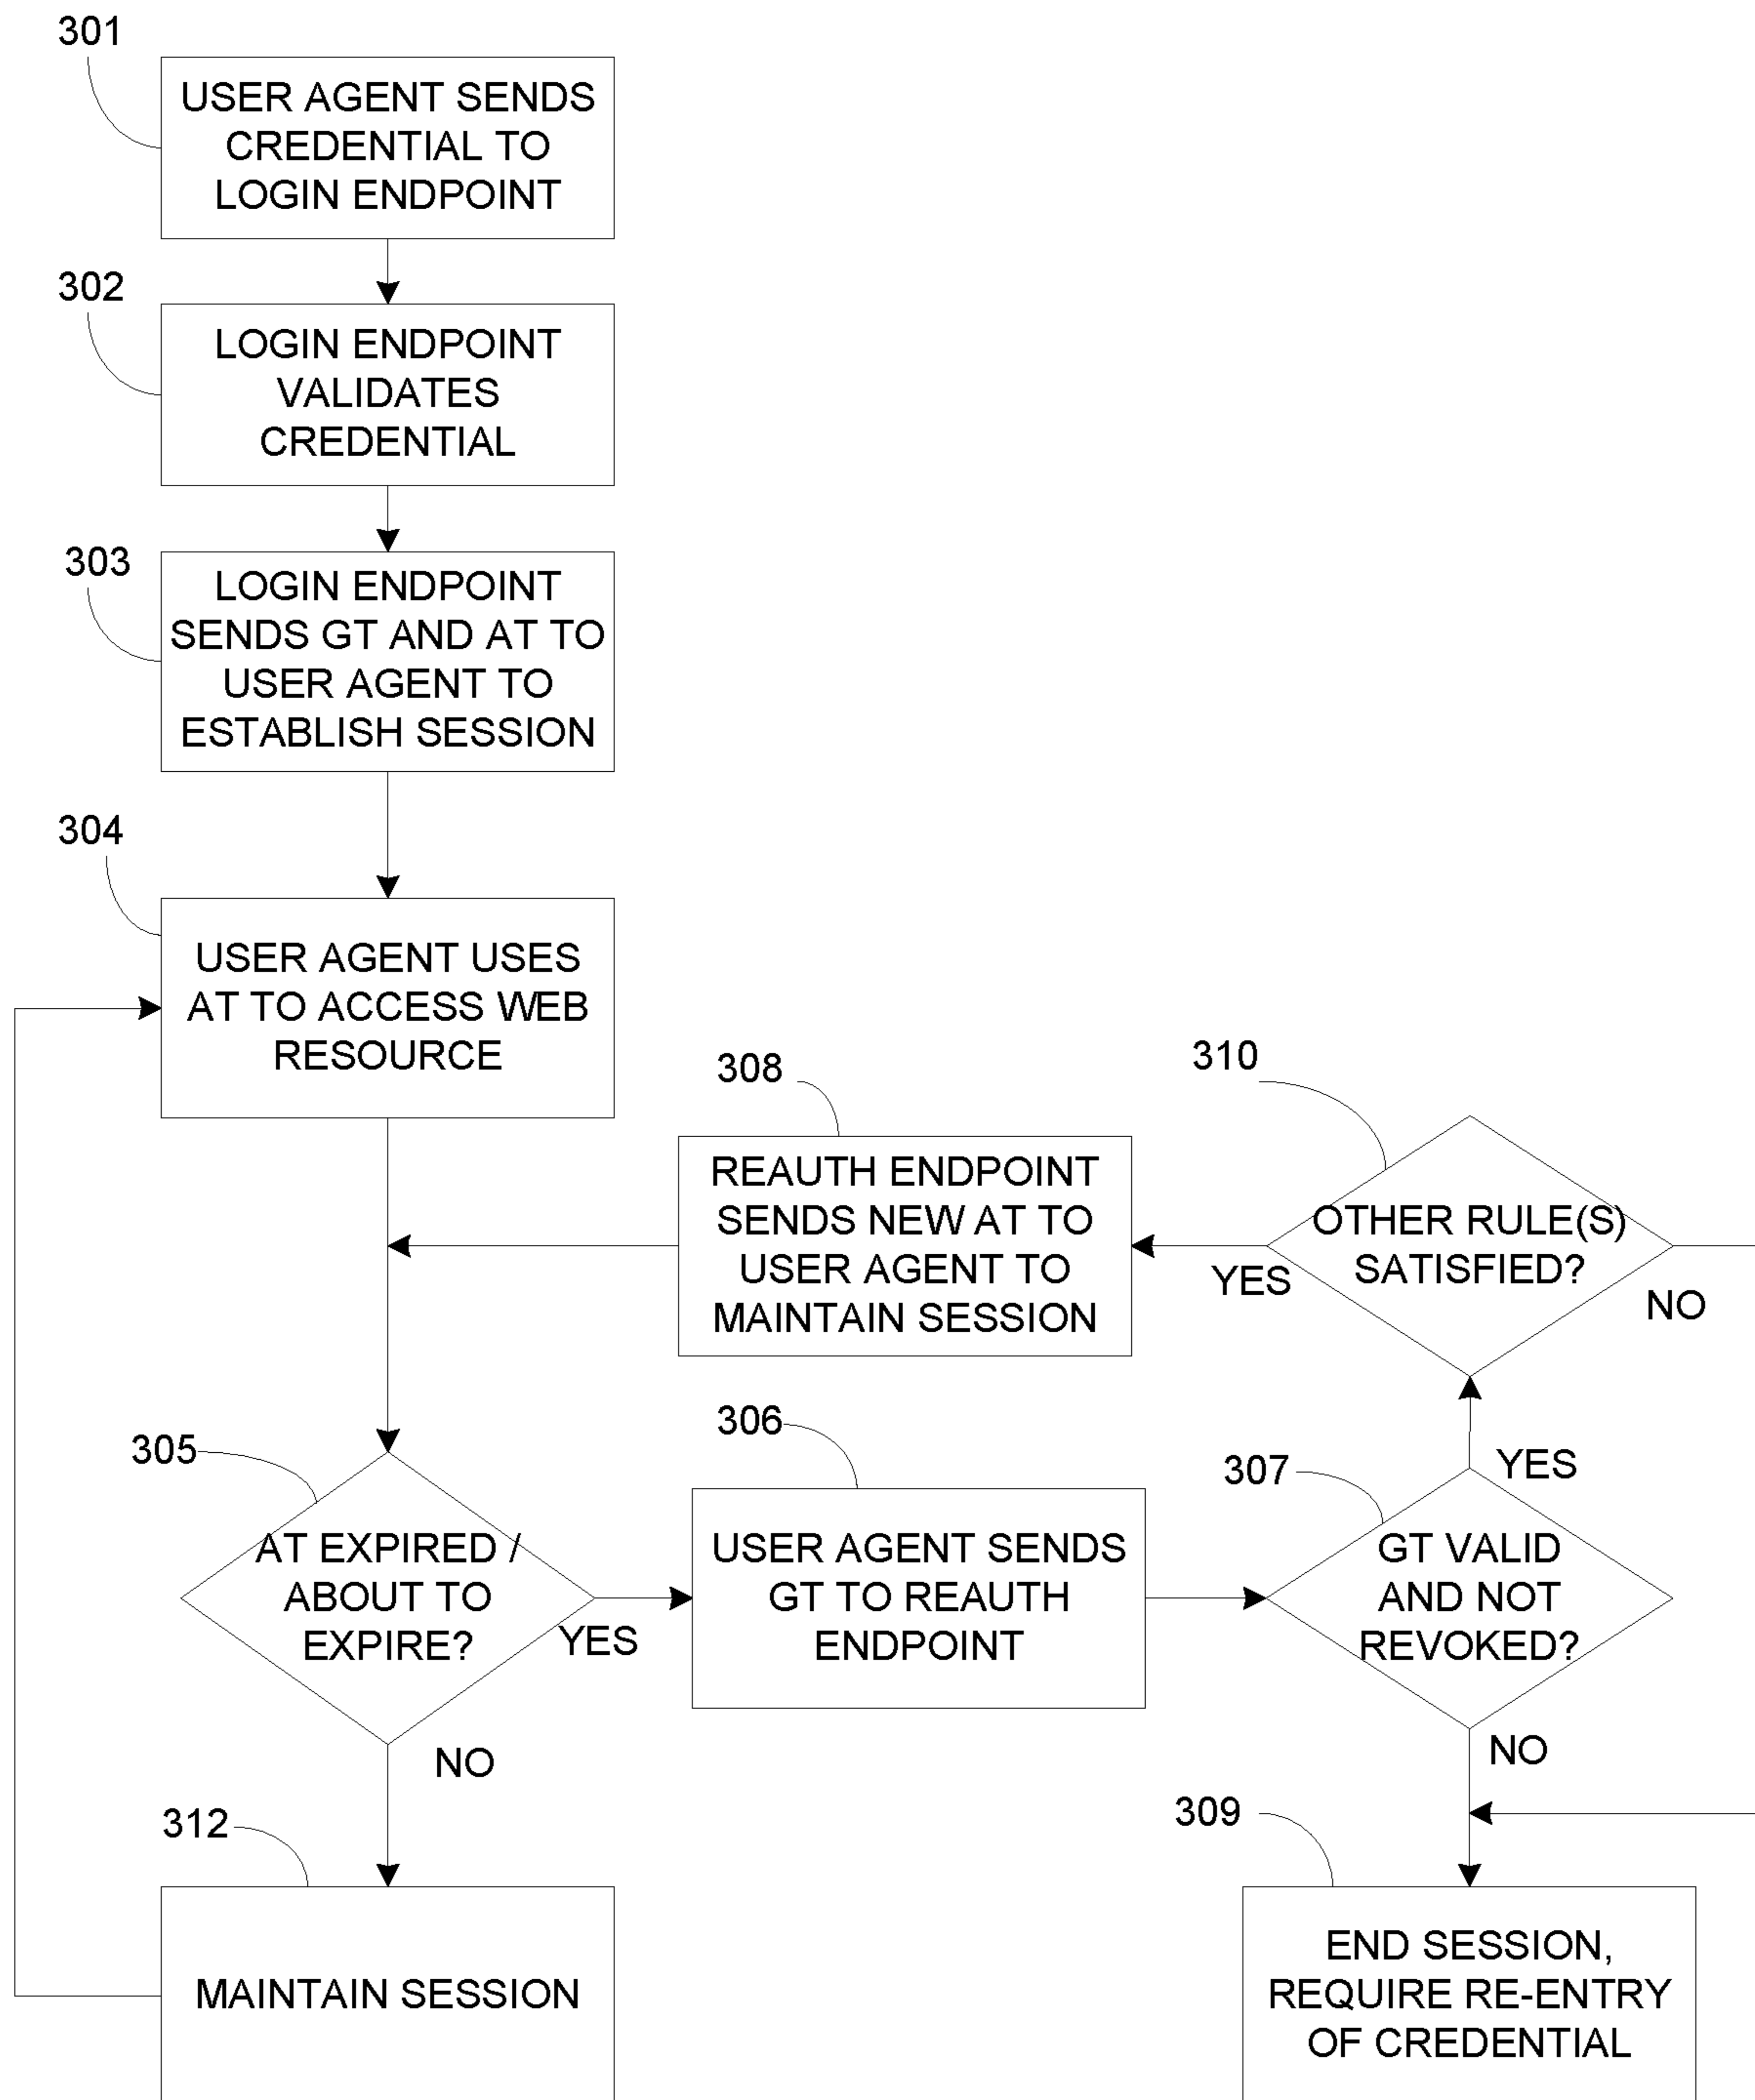 301
USER AGENT SENDS
CREDENTIAL TO
LOGIN ENDPOINT
302
LOGIN ENDPOINT
VALIDATES
CREDENTIAL
303
LOGIN ENDPOINT
SENDS GT AND AT TO
USER AGENT TO
ESTABLISH SESSION
304
USER AGENT USES
AT TO ACCESS WEB
RESOURCE
308
REAUTH ENDPOINT
SENDS NEW AT TO
USER AGENT TO
MAINTAIN SESSION
310
OTHER RULE(S)
SATISFIED?
YES
NO
305
AT EXPIRED /
ABOUT TO
EXPIRE?
YES
NO
306
USER AGENT SENDS
GT TO REAUTH
ENDPOINT
307
GT VALID
AND NOT
REVOKED?
YES
NO
312
MAINTAIN SESSION
309
END SESSION,
REQUIRE RE-ENTRY
OF CREDENTIAL